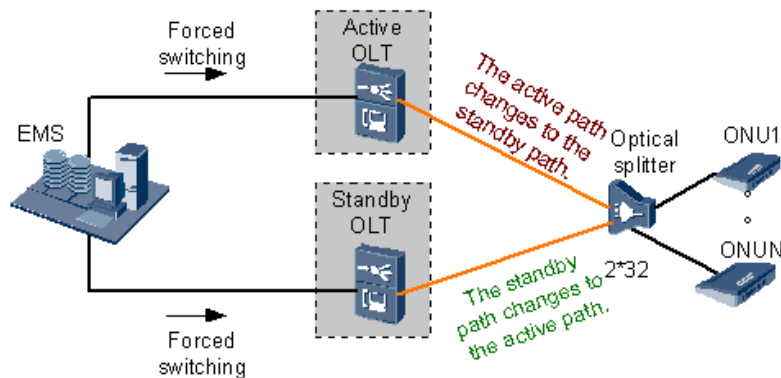 Forced
switching
Active
OLT
The active path
changes to the
standby path.
EMS
Optical
splitter
ONU1
Standby
OLT
ONUN
2*32
The standby
path changes to
the active path.
Forced
switching